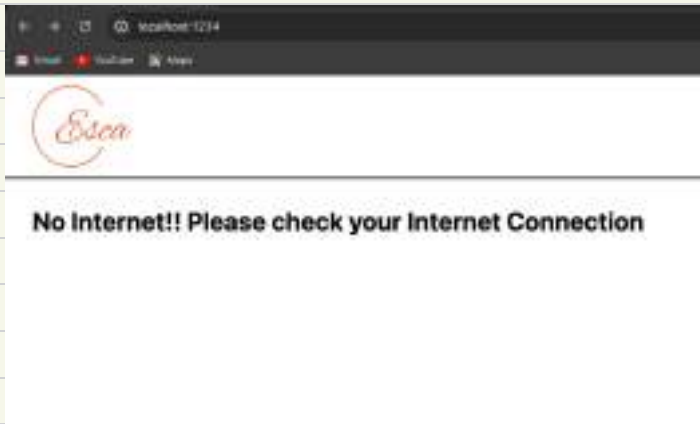 localhost:1234
Gmail YouTube Maps
Esca
No Internet!! Please check your Internet Connection